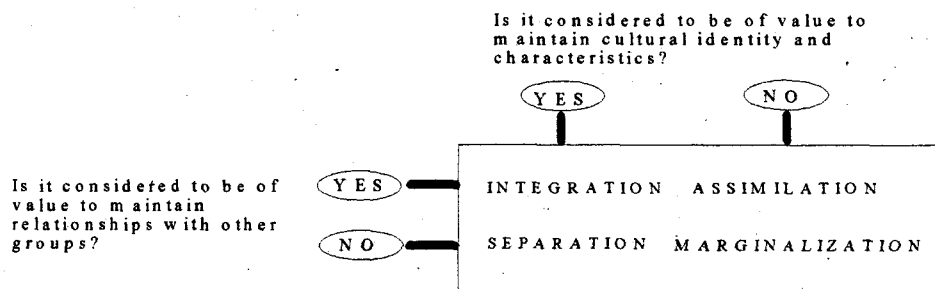 Is it considered to be of value to
maintain cultural identity and
characteristics?
YES NO
Is it considered to be of
value to maintain
relationships with other
groups?
YES INTEGRATION ASSIMILATION
NO SEPARATION MARGINALIZATION